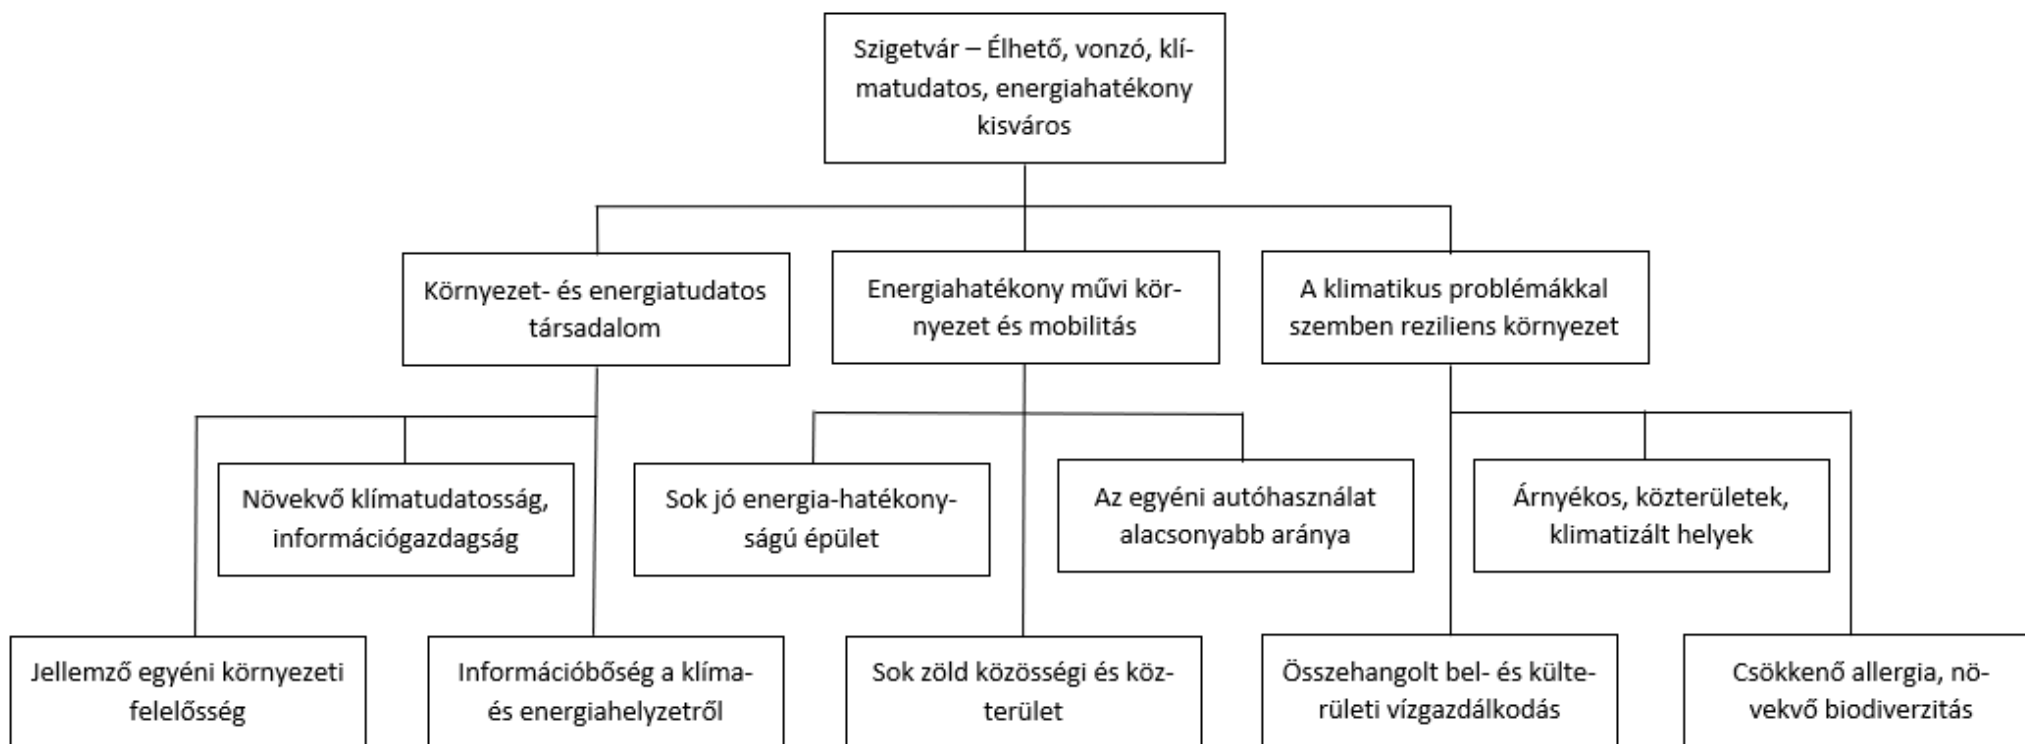 Szigetvár – Élhető, vonzó, klí-
matudatos, energiahatékony
kisváros
Környezet- és energiatudatos
társadalom
Energiahatékony művi kör-
nyezet és mobilitás
A klimatikus problémákkal
szemben reziliens környezet
Növekvő klímatudatosság,
információgazdagság
Sok jó energia-hatékony-
ságú épület
Az egyéni autóhasználat
alacsonyabb aránya
Árnyékos, közterületek,
klimatizált helyek
Jellemző egyéni környezeti
felelősség
Információbőség a klíma-
és energiahelyzetről
Sok zöld közösségi és köz-
terület
Összehangolt bel- és külte-
rületi vízgazdálkodás
Csökkenő allergia, nö-
vekvő biodiverzitás